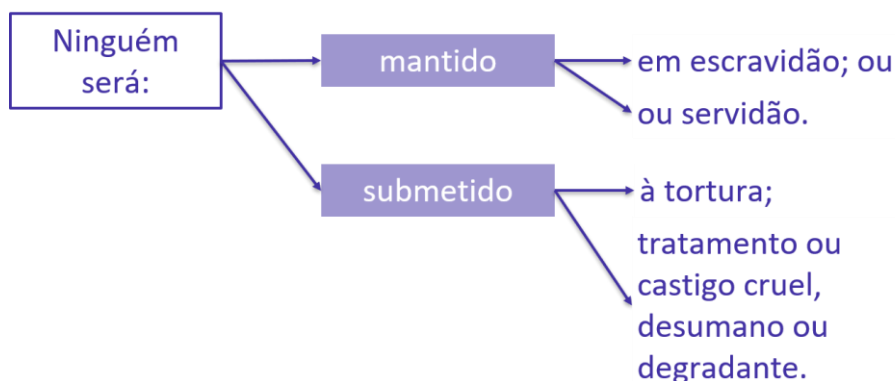 Ninguém
será:
mantido
em escravidão; ou
ou servidão.
submetido
à tortura;
tratamento ou
castigo cruel,
desumano ou
degradante.